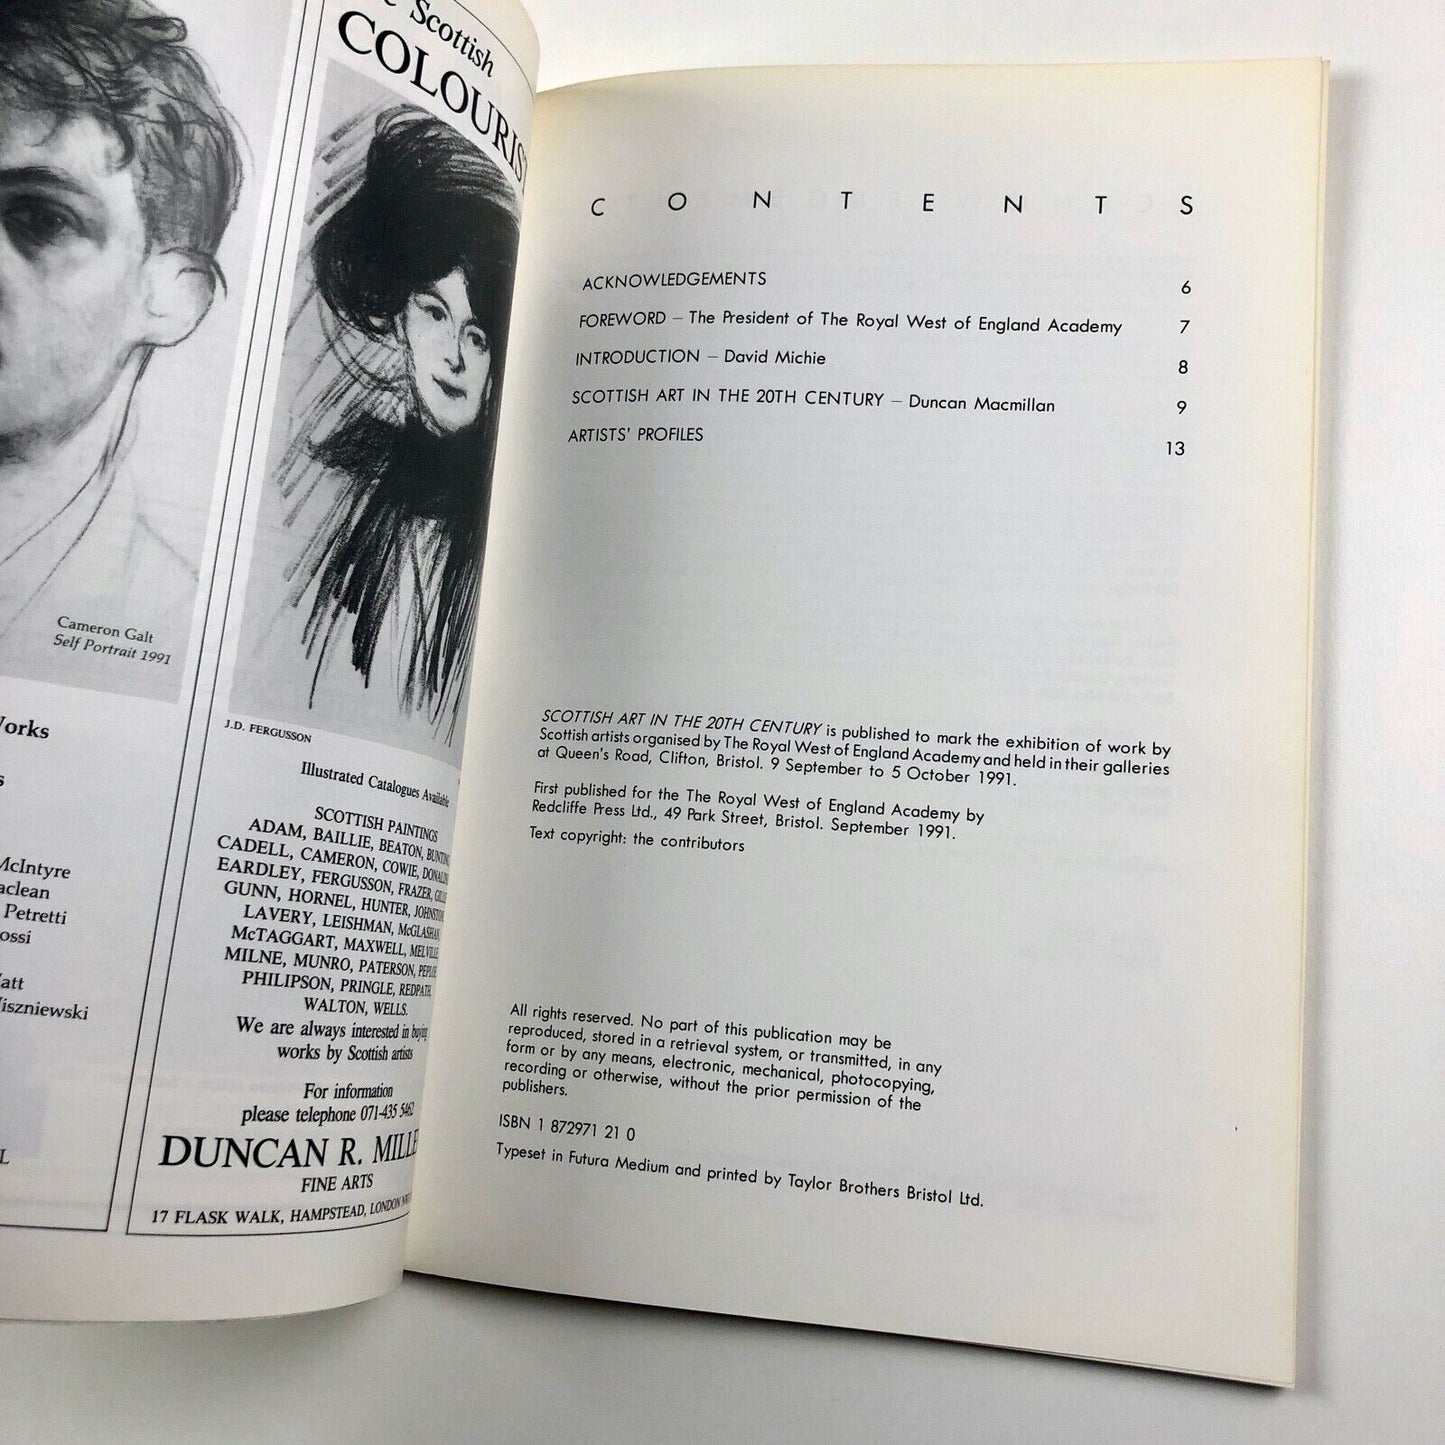 Cameron Galt
Self Portrait 1991
Works
McIntyre
Petretti
Scottish
COLOURIS
J.D. FERGUSSON
Illustrated Catalogues Available
SCOTTISH PAINTINGS
ADAM, BAILLIE, BEATON,
CADELL, CAMERON, COWIE,
EARDLEY, FERGUSSON, FRAZER,
GUNN, HORNEL, HUNTER,
LAVERY, LEISHMAN, McGLASHAN,
McTAGGART, MAXWELL, MELVILLE,
MILNE, MUNRO, PATERSON, PEPLOE
PHILIPSON, PRINGLE, REDPATH,
WALTON, WELLS.
We are always interested in buying
works by Scottish artists
For information
please telephone 071-435 5462
DUNCAN R. MILLE
FINE ARTS
17 FLASK WALK, HAMPSTEAD, LONDON
CONTENTS
ACKNOWLEDGEMENTS 6
FOREWORD – The President of The Royal West of England Academy 7
INTRODUCTION – David Michie 8
SCOTTISH ART IN THE 20TH CENTURY – Duncan Macmillan 9
ARTISTS' PROFILES 13
SCOTTISH ART IN THE 20TH CENTURY is published to mark the exhibition of work by
Scottish artists organised by The Royal West of England Academy and held in their galleries
at Queen's Road, Clifton, Bristol. 9 September to 5 October 1991.
First published for the The Royal West of England Academy by
Redcliffe Press Ltd., 49 Park Street, Bristol. September 1991.
Text copyright: the contributors
All rights reserved. No part of this publication may be
reproduced, stored in a retrieval system, or transmitted, in any
form or by any means, electronic, mechanical, photocopying,
recording or otherwise, without the prior permission of the
publishers.
ISBN 1 872971 21 0
Typeset in Futura Medium and printed by Taylor Brothers Bristol Ltd.